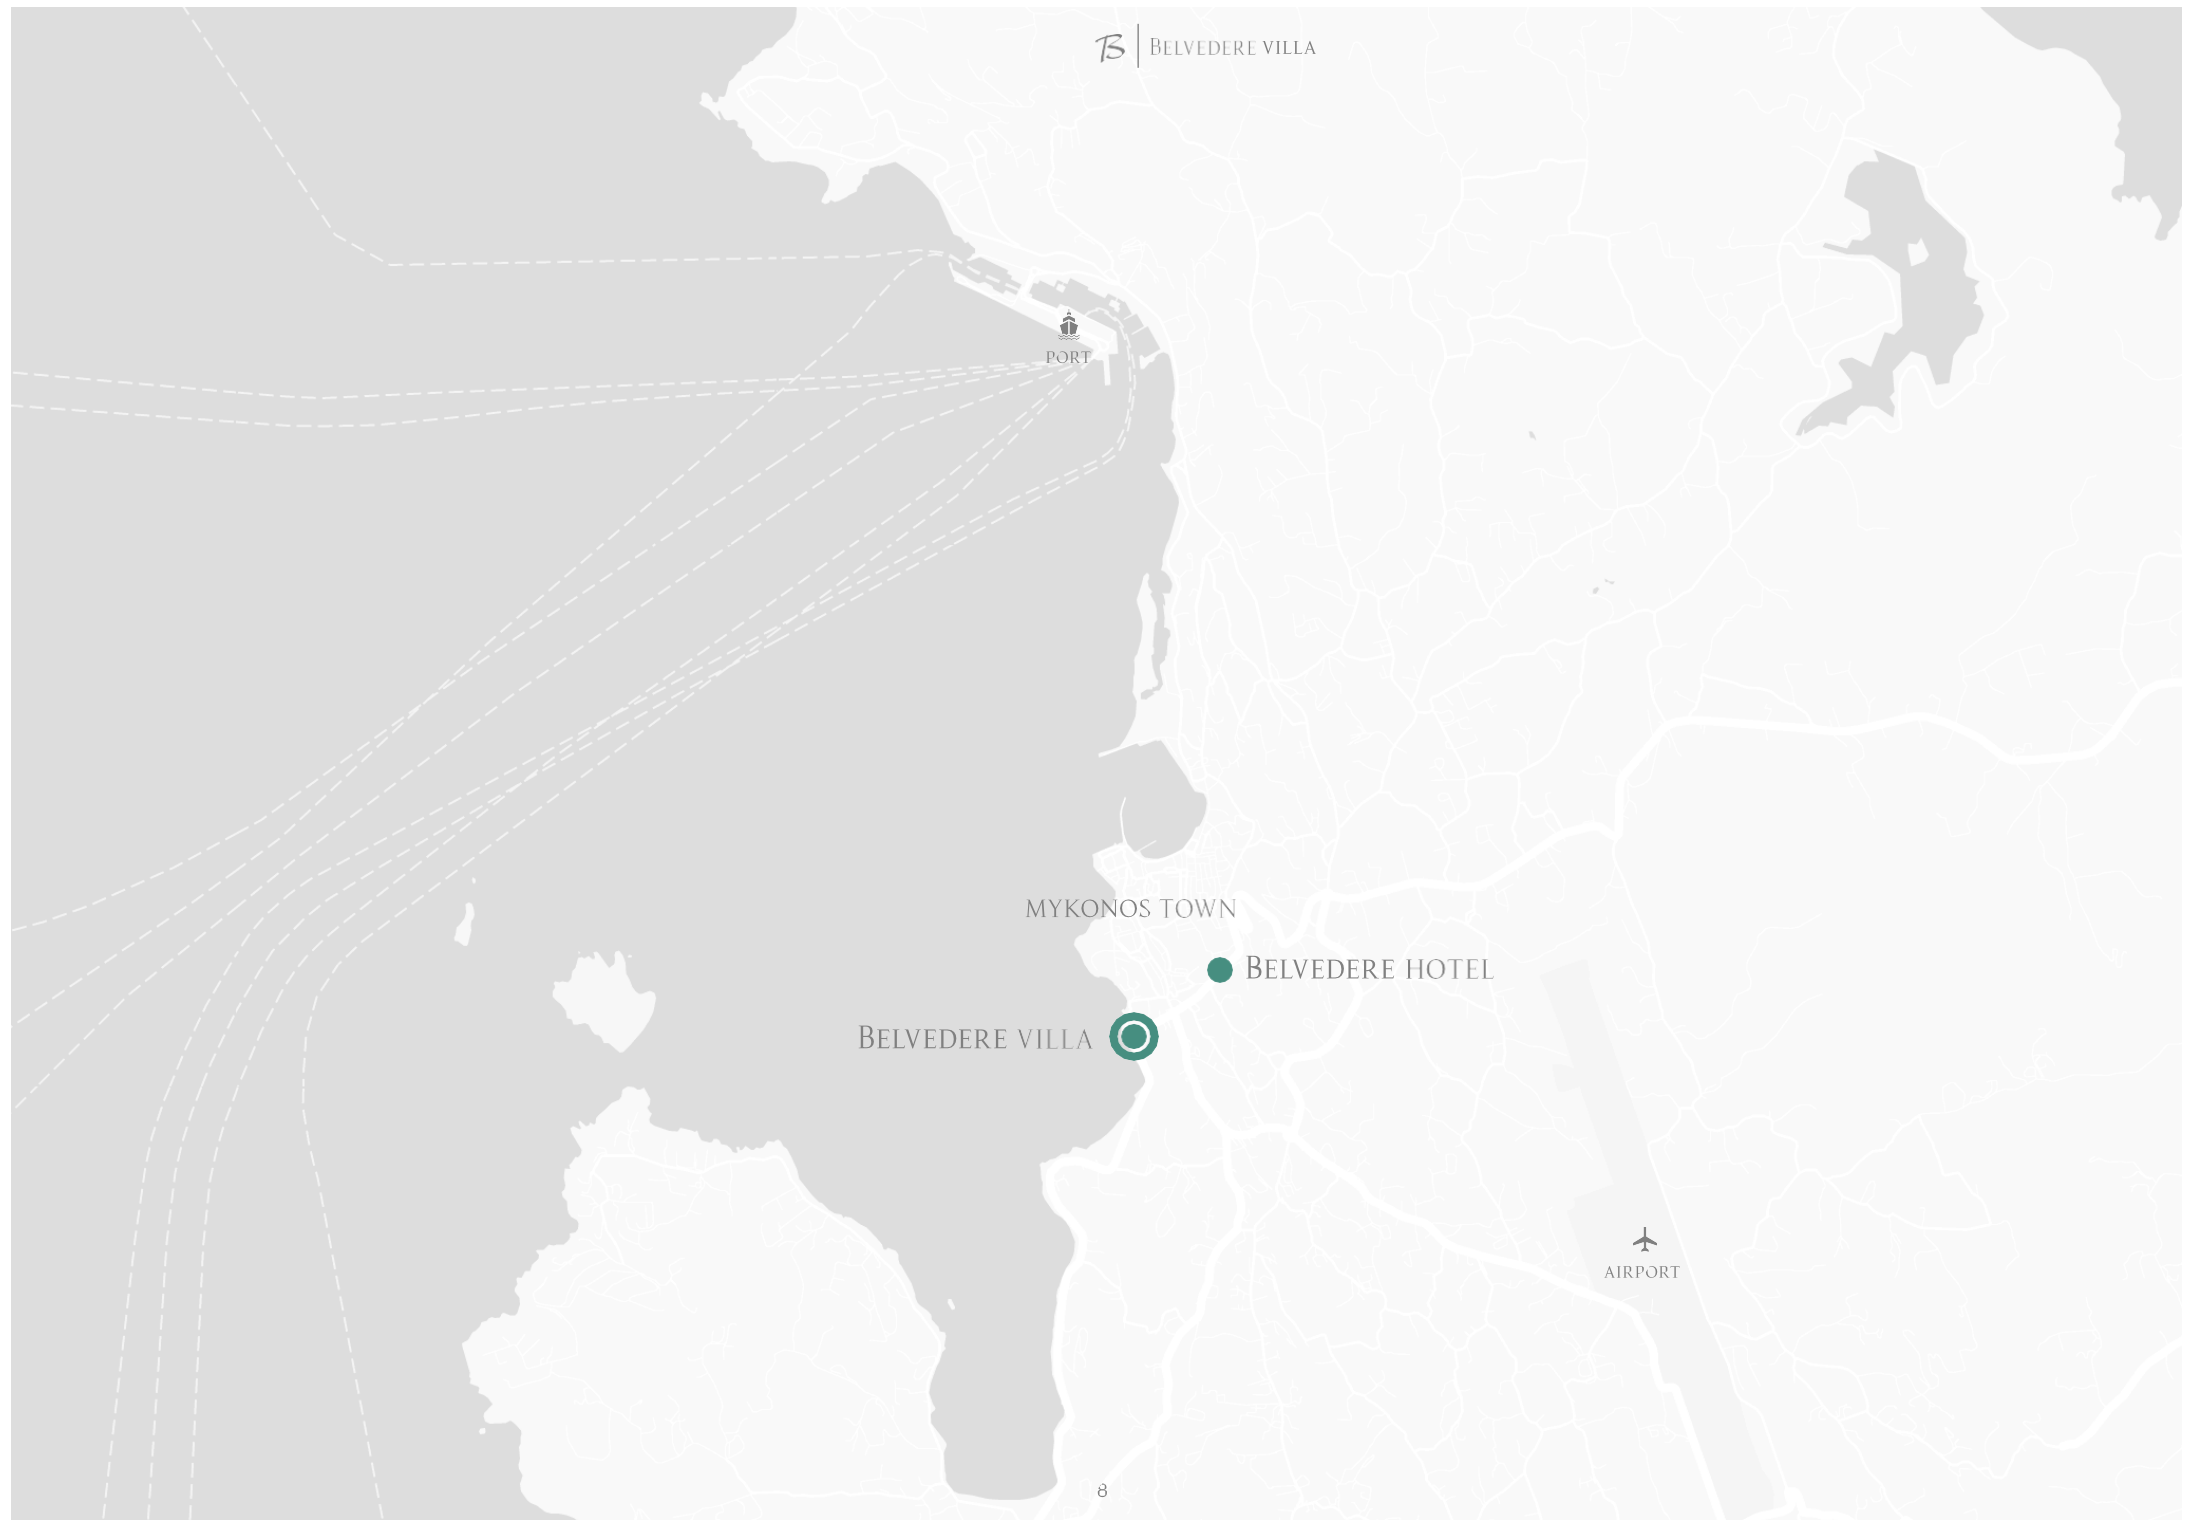 B BELVEDERE VILLA
PORT
MYKONOS TOWN
BELVEDERE HOTEL
BELVEDERE VILLA
AIRPORT
8